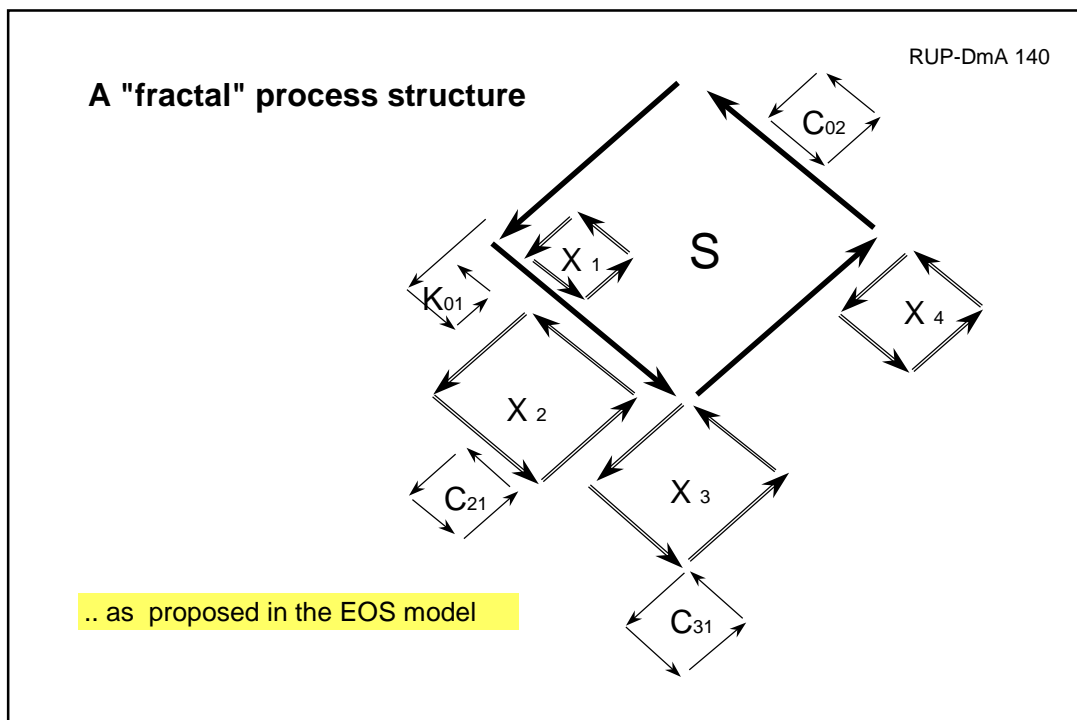 RUP-DmA 140
A "fractal" process structure
C02
S
X 1
K01
X 4
X 2
X 3
C21
.. as proposed in the EOS model
C31